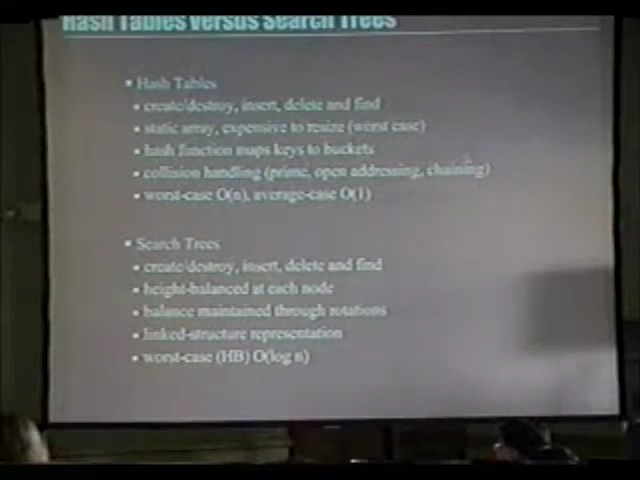 Hash Tables Versus Search Trees
Hash Tables
create/destroy, insert, delete and find
static array, expensive to resize (worst case)
hash function maps keys to buckets
collision handling (prime, open addressing, chaining)
worst-case O(n), average-case O(1)
Search Trees
create/destroy, insert, delete and find
height-balanced at each node
balance maintained through rotations
linked-structure representation
worst-case (HB) O(log n)